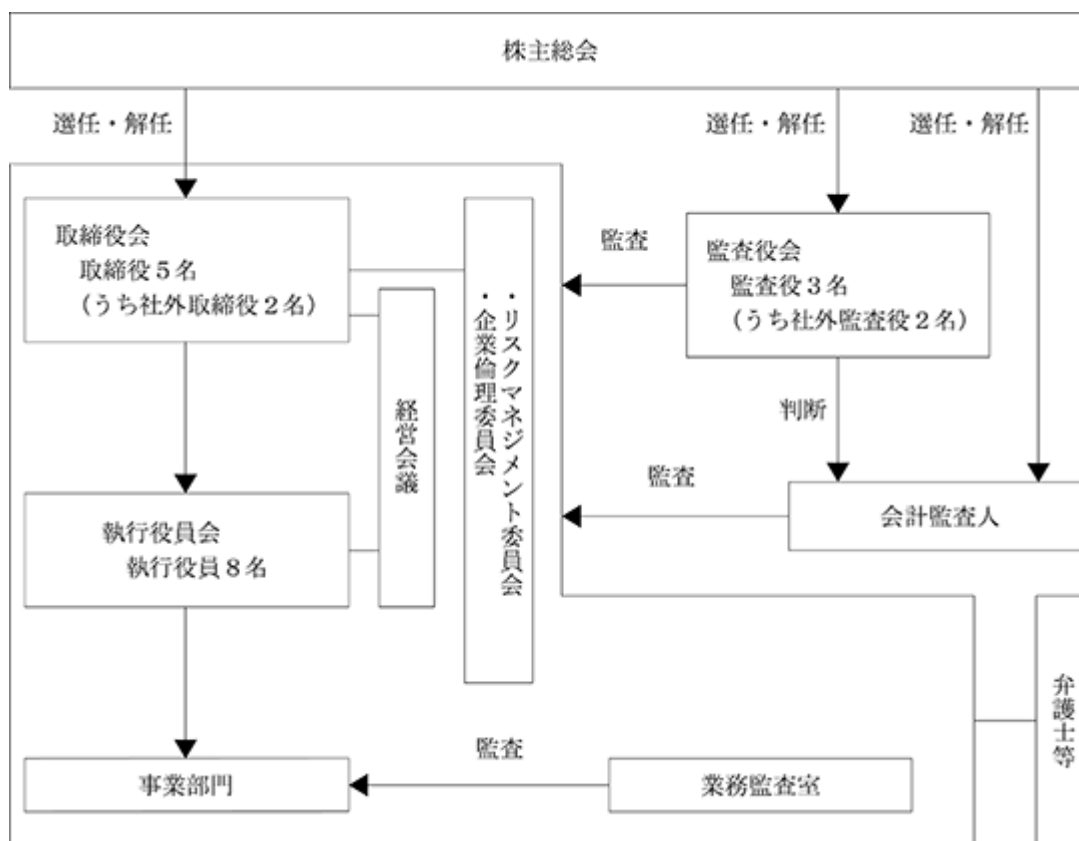 株主総会
選任・解任
選任・解任
選任・解任
取締役会
取締役５名
（うち社外取締役２名）
・リスクマネジメント委員会
・企業倫理委員会
監査
監査役会
監査役３名
（うち社外監査役２名）
経営会議
判断
監査
会計監査人
執行役員会
執行役員８名
弁護士等
監査
事業部門
業務監査室